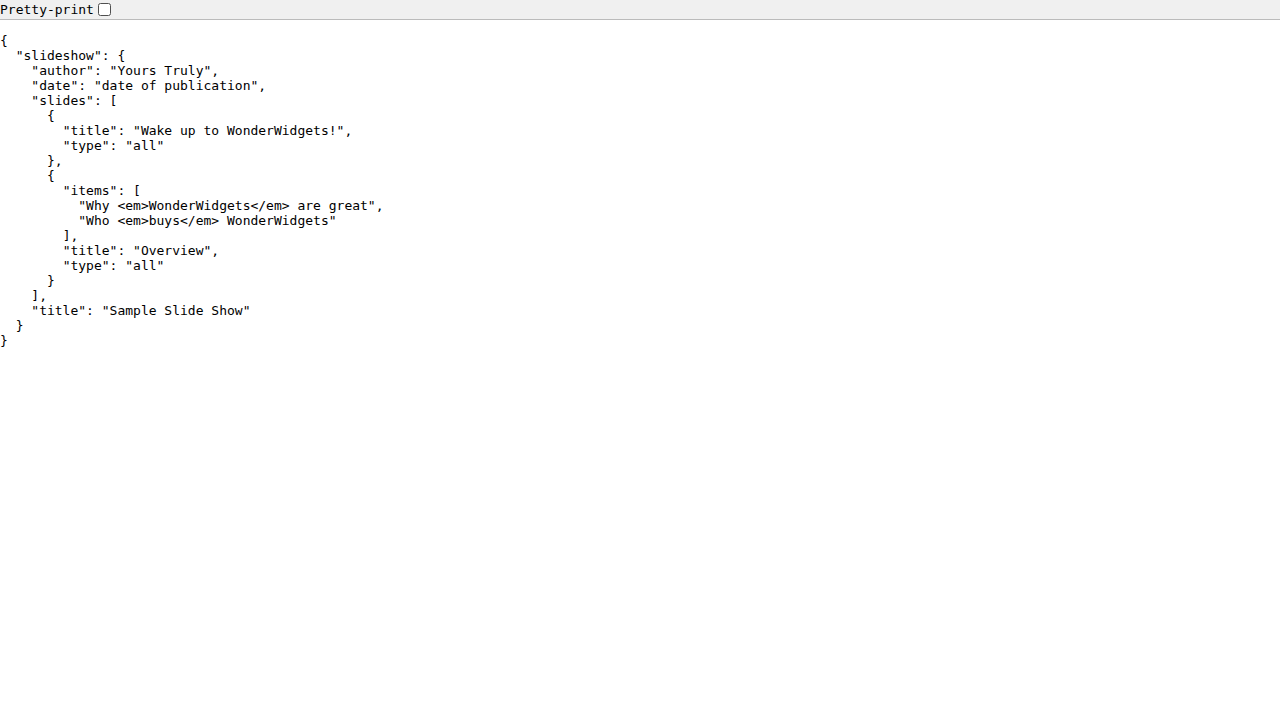 Pretty-print
{
  "slideshow": {
    "author": "Yours Truly",
    "date": "date of publication",
    "slides": [
      {
        "title": "Wake up to WonderWidgets!",
        "type": "all"
      },
      {
        "items": [
          "Why <em>WonderWidgets</em> are great",
          "Who <em>buys</em> WonderWidgets"
        ],
        "title": "Overview",
        "type": "all"
      }
    ],
    "title": "Sample Slide Show"
  }
}